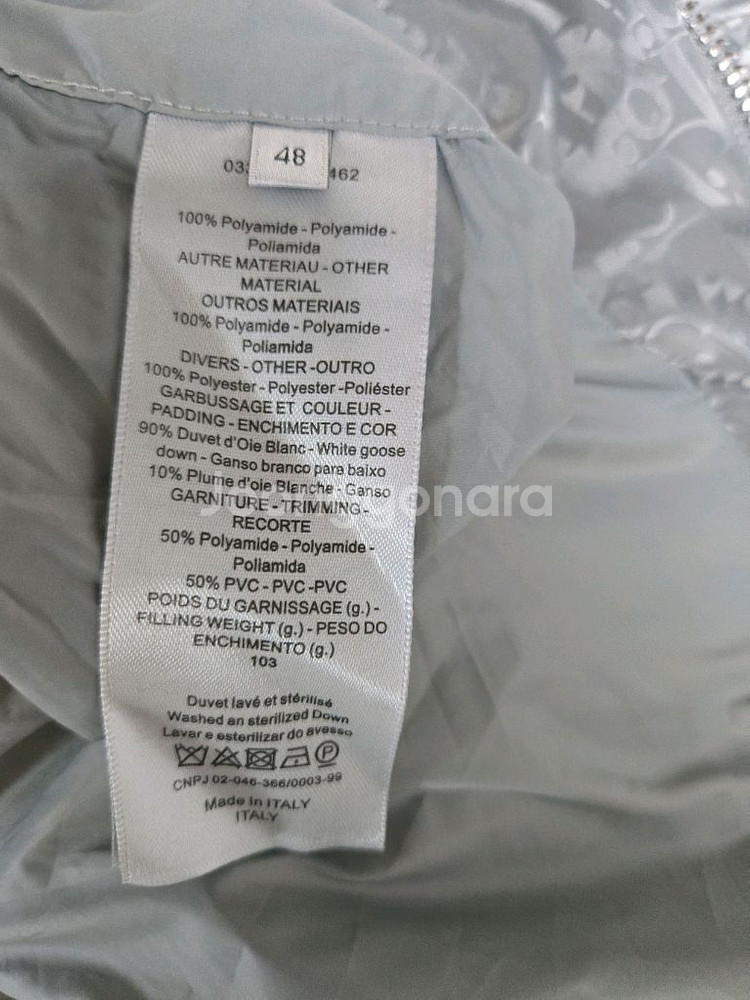 48
03 462
100% Polyamide - Polyamide -
Poliamida
AUTRE MATERIAU - OTHER
MATERIAL
OUTROS MATERIAIS
100% Polyamide - Polyamide -
Poliamida
DIVERS - OTHER -OUTRO
100% Polyester - Polyester -Poliéster
GARBUSSAGE ET COULEUR -
PADDING - ENCHIMENTO E COR
90% Duvet d'Oie Blanc - White goose
down - Ganso branco para baixo
10% Plume d'oie Blanche - Ganso
GARNITURE - TRIMMING -
RECORTE
50% Polyamide - Polyamide -
Poliamida
50% PVC - PVC -PVC
POIDS DU GARNISSAGE (g.) -
FILLING WEIGHT (g.) - PESO DO
ENCHIMENTO (g.)
103
Duvet lavé et stérilisé
Washed an sterilized Down
Lavar e esterilizar do avesso
P
CNPJ 02-046-366/0003-99
Made in ITALY
ITALY